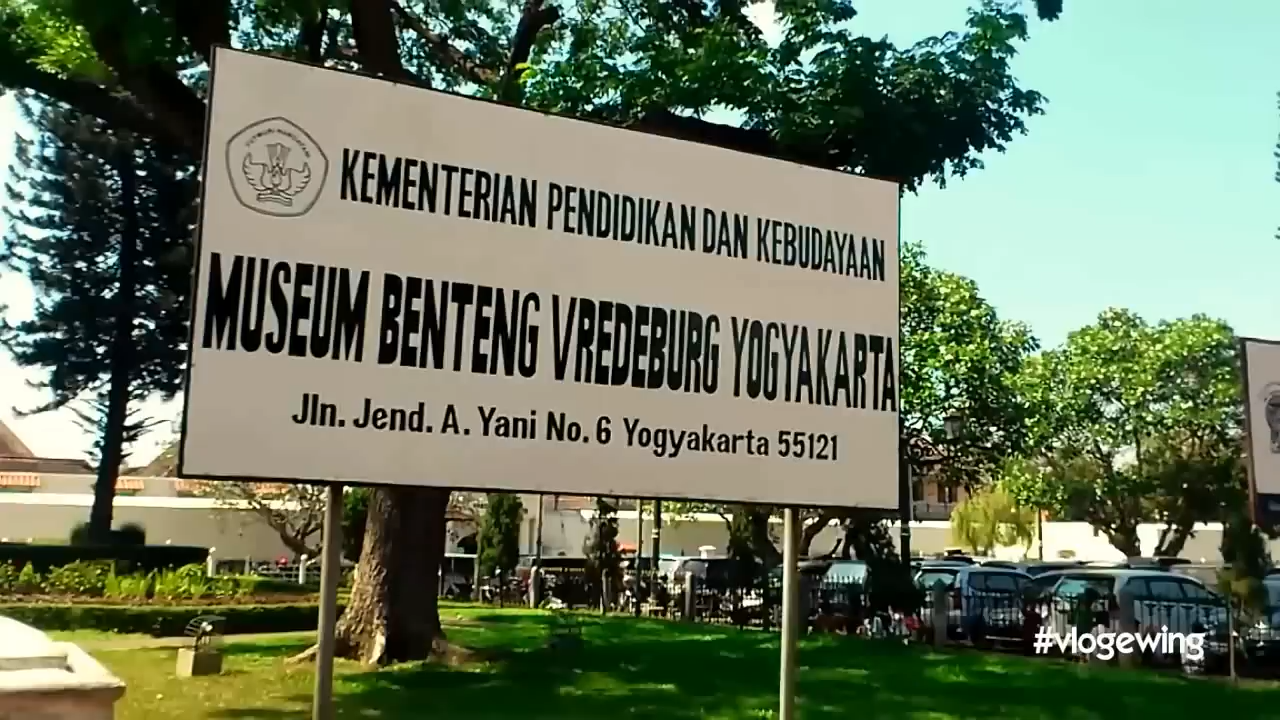 KEMENTERIAN PENDIDIKAN DAN KEBUDAYAAN
MUSEUM BENTENG VREDEBURG YOGYAKARTA
Jln. Jend. A. Yani No. 6 Yogyakarta 55121
#vlogewing